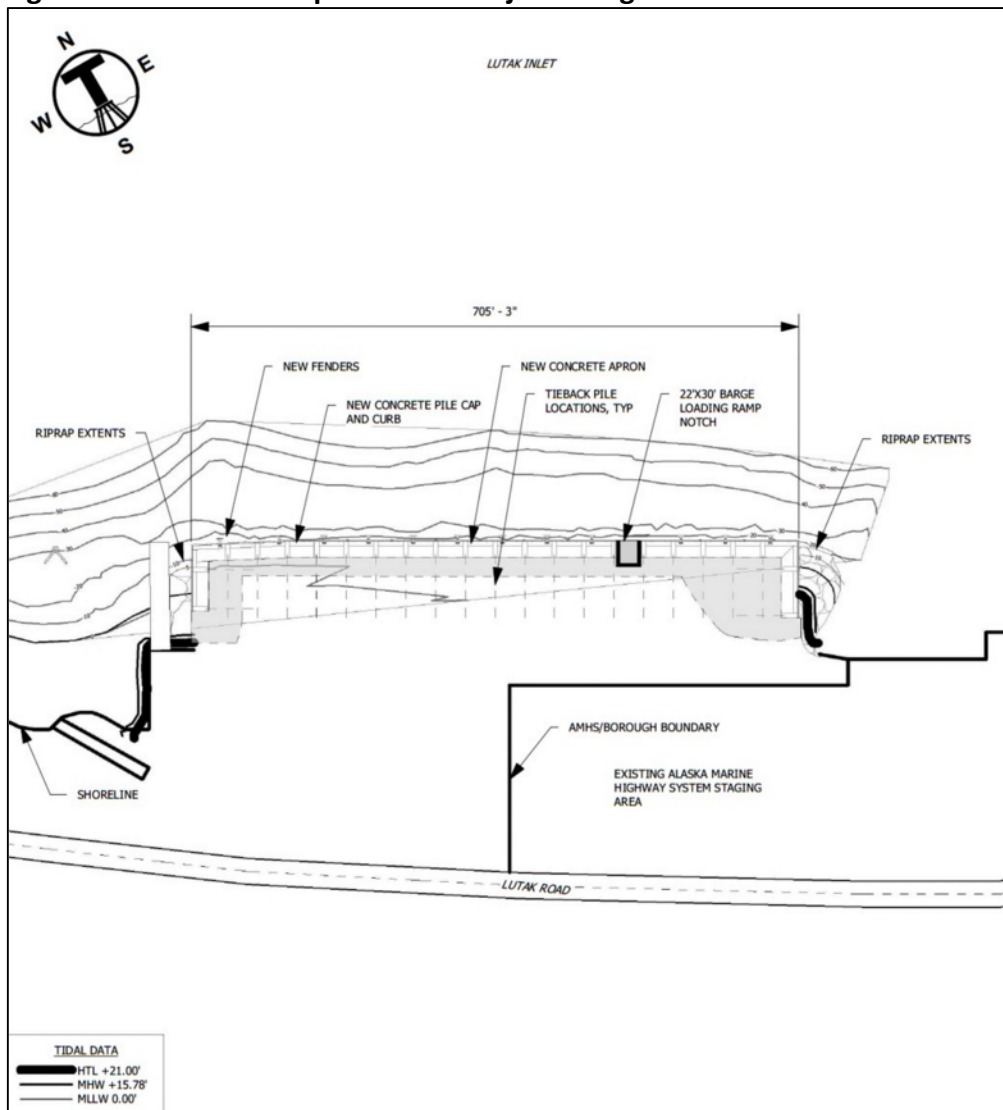 N
E
W
S
LUTAK INLET
705' - 3"
NEW FENDERS
NEW CONCRETE APRON
NEW CONCRETE PILE CAP
AND CURB
TIEBACK PILE
LOCATIONS, TYP
22'X30' BARGE
LOADING RAMP
NOTCH
RIPRAP EXTENTS
RIPRAP EXTENTS
AMHS/BOROUGH BOUNDARY
EXISTING ALASKA MARINE
HIGHWAY SYSTEM STAGING
AREA
SHORELINE
LUTAK ROAD
TIDAL DATA
HTL +21.00'
MHW +15.78'
MLLW 0.00'